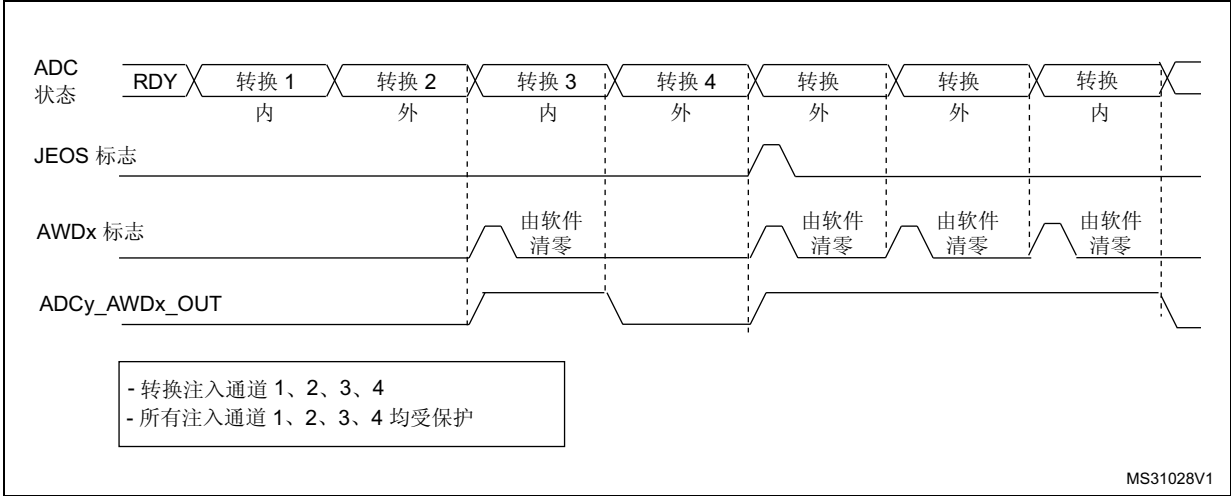 ADC
状态
RDY 转换 1 转换 2 转换 3 转换 4 转换 转换 转换
内 外 内 外 外 外 内
JEOS 标志
AWDx 标志
由软件 由软件 由软件 由软件
清零 清零 清零 清零
ADCy_AWDx_OUT
- 转换注入通道 1、2、3、4
- 所有注入通道 1、2、3、4 均受保护
MS31028V1